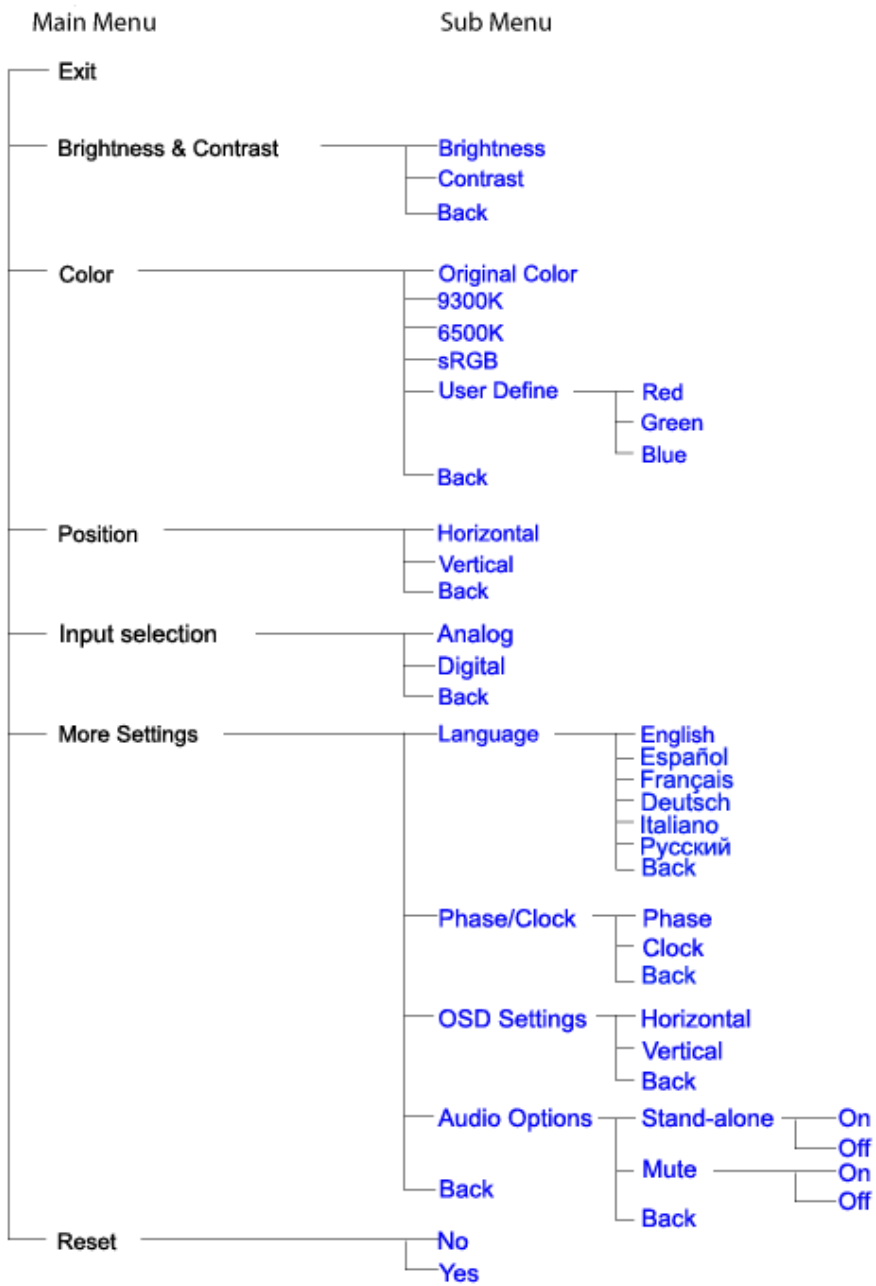 Main Menu Sub Menu
Exit
Brightness & Contrast Brightness
Contrast
Back
Color Original Color
9300K
6500K
sRGB
User Define Red
Green
Blue
Back
Position Horizontal
Vertical
Back
Input selection Analog
Digital
Back
More Settings Language English
Español
Français
Deutsch
Italiano
Русский
Back
Phase/Clock Phase
Clock
Back
OSD Settings Horizontal
Vertical
Back
Audio Options Stand-alone On
Off
Mute On
Off
Back
Back
Reset No
Yes